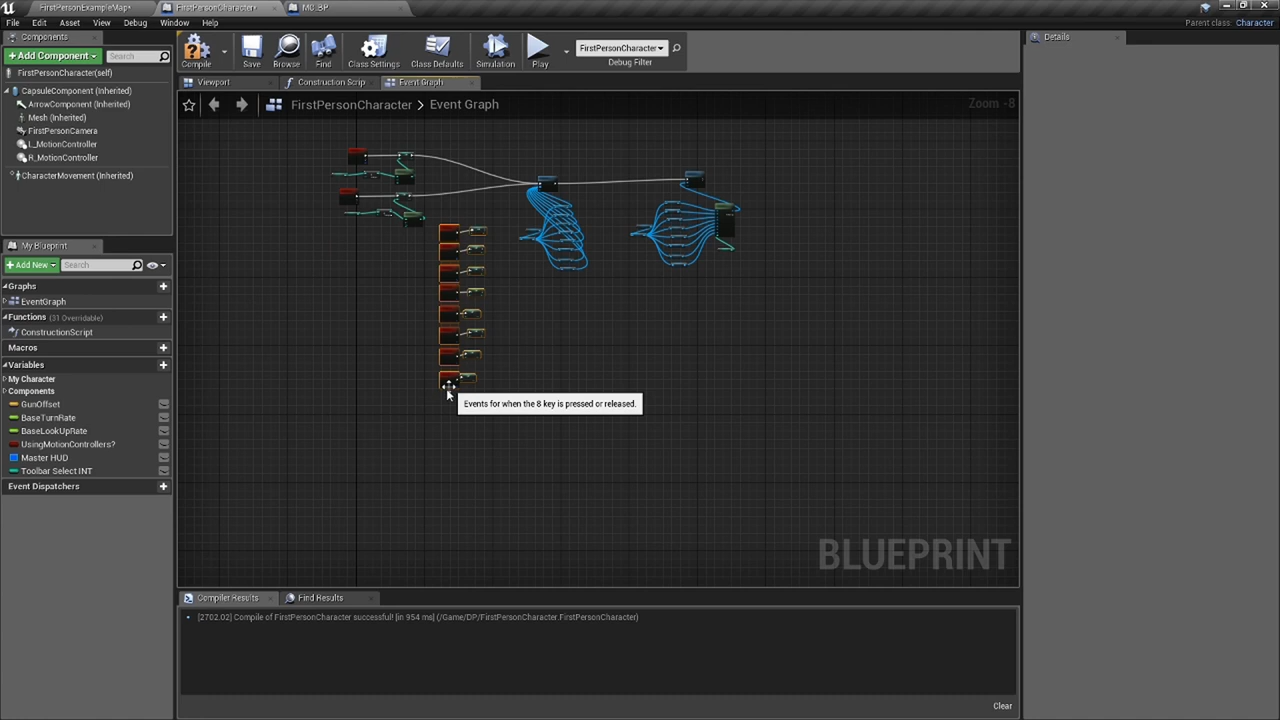 FirstPersonExampleMap*
FirstPersonCharacter*
MC_BP
File Edit Asset View Debug Window Help
Parent class: Character
Components
Details
+Add Component
Search
Compile
Save
Browse
Find
Class Settings
Class Defaults
Simulation
Play
FirstPersonCharacter
Debug Filter
FirstPersonCharacter(self)
Viewport
Construction Scrip
Event Graph
CapsuleComponent (Inherited)
ArrowComponent (Inherited)
Mesh (Inherited)
FirstPersonCamera
L_MotionController
R_MotionController
CharacterMovement (Inherited)
FirstPersonCharacter > Event Graph
Zoom -8
My Blueprint
+Add New
Search
Graphs
EventGraph
Functions (31 Overridable)
ConstructionScript
Macros
Variables
My Character
Components
GunOffset
BaseTurnRate
BaseLookUpRate
UsingMotionControllers?
Master HUD
Toolbar Select INT
Event Dispatchers
Events for when the 8 key is pressed or released.
BLUEPRINT
Compiler Results
Find Results
[2702.02] Compile of FirstPersonCharacter successful! [in 954 ms] (/Game/DP/FirstPersonCharacter.FirstPersonCharacter)
Clear